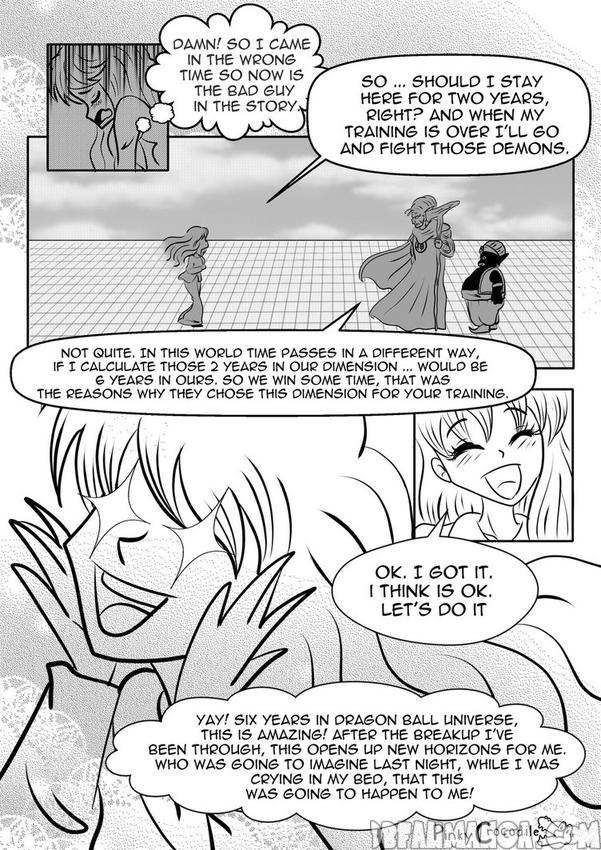 DAMN! SO I CAME
IN THE WRONG
TIME SO NOW IS
THE BAD GUY
IN THE STORY.
SO ... SHOULD I STAY
HERE FOR TWO YEARS,
RIGHT? AND WHEN MY
TRAINING IS OVER I'LL GO
AND FIGHT THOSE DEMONS.
NOT QUITE. IN THIS WORLD TIME PASSES IN A DIFFERENT WAY,
IF I CALCULATE THOSE 2 YEARS IN OUR DIMENSION ... WOULD BE
6 YEARS IN OURS. SO WE WIN SOME TIME, THAT WAS
THE REASONS WHY THEY CHOSE THIS DIMENSION FOR YOUR TRAINING.
OK. I GOT IT.
I THINK IS OK.
LET'S DO IT
YAY! SIX YEARS IN DRAGON BALL UNIVERSE,
THIS IS AMAZING! AFTER THE BREAKUP I'VE
BEEN THROUGH, THIS OPENS UP NEW HORIZONS FOR ME.
WHO WAS GOING TO IMAGINE LAST NIGHT, WHILE I WAS
CRYING IN MY BED, THAT THIS
WAS GOING TO HAPPEN TO ME!
Pinky Crocodile